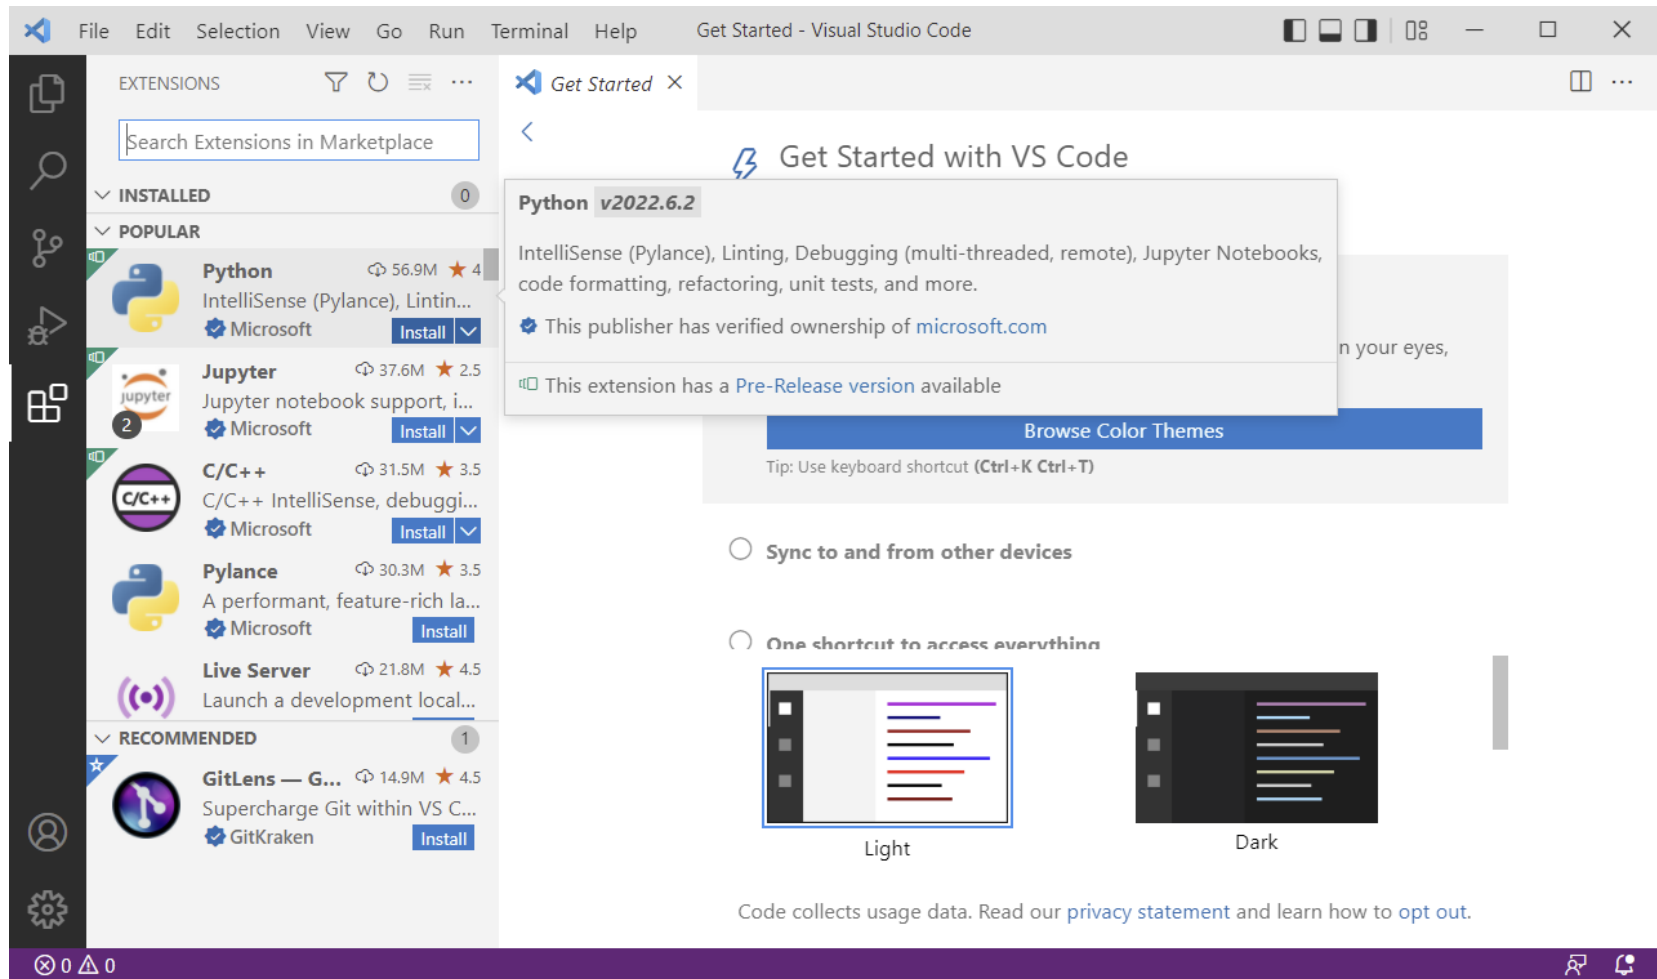 File Edit Selection View Go Run Terminal Help Get Started - Visual Studio Code
EXTENSIONS
Search Extensions in Marketplace
INSTALLED 0
POPULAR
Python 56.9M 4
IntelliSense (Pylance), Lintin...
Microsoft Install
Jupyter 37.6M 2.5
jupyter
Jupyter notebook support, i...
2
Microsoft Install
C/C++ 31.5M 3.5
C/C++
C/C++ IntelliSense, debuggi...
Microsoft Install
Pylance 30.3M 3.5
A performant, feature-rich la...
Microsoft Install
Live Server 21.8M 4.5
Launch a development local...
RECOMMENDED 1
GitLens — G... 14.9M 4.5
Supercharge Git within VS C...
GitKraken Install
Get Started
Get Started with VS Code
Python v2022.6.2
IntelliSense (Pylance), Linting, Debugging (multi-threaded, remote), Jupyter Notebooks,
code formatting, refactoring, unit tests, and more.
This publisher has verified ownership of microsoft.com
This extension has a Pre-Release version available
n your eyes,
Browse Color Themes
Tip: Use keyboard shortcut (Ctrl+K Ctrl+T)
Sync to and from other devices
One shortcut to access everything
Light
Dark
Code collects usage data. Read our privacy statement and learn how to opt out.
0 0